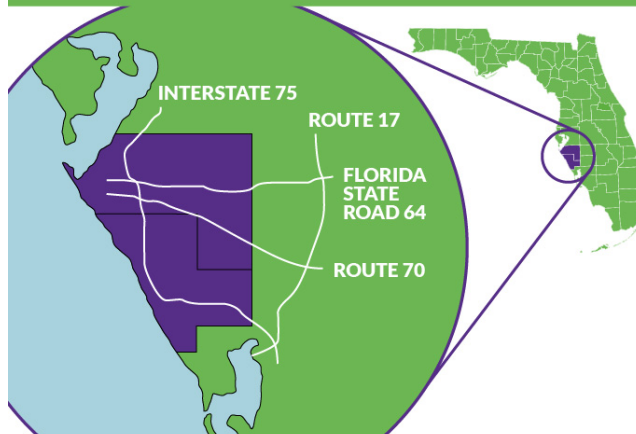 INTERSTATE 75
ROUTE 17
FLORIDA
STATE
ROAD 64
ROUTE 70